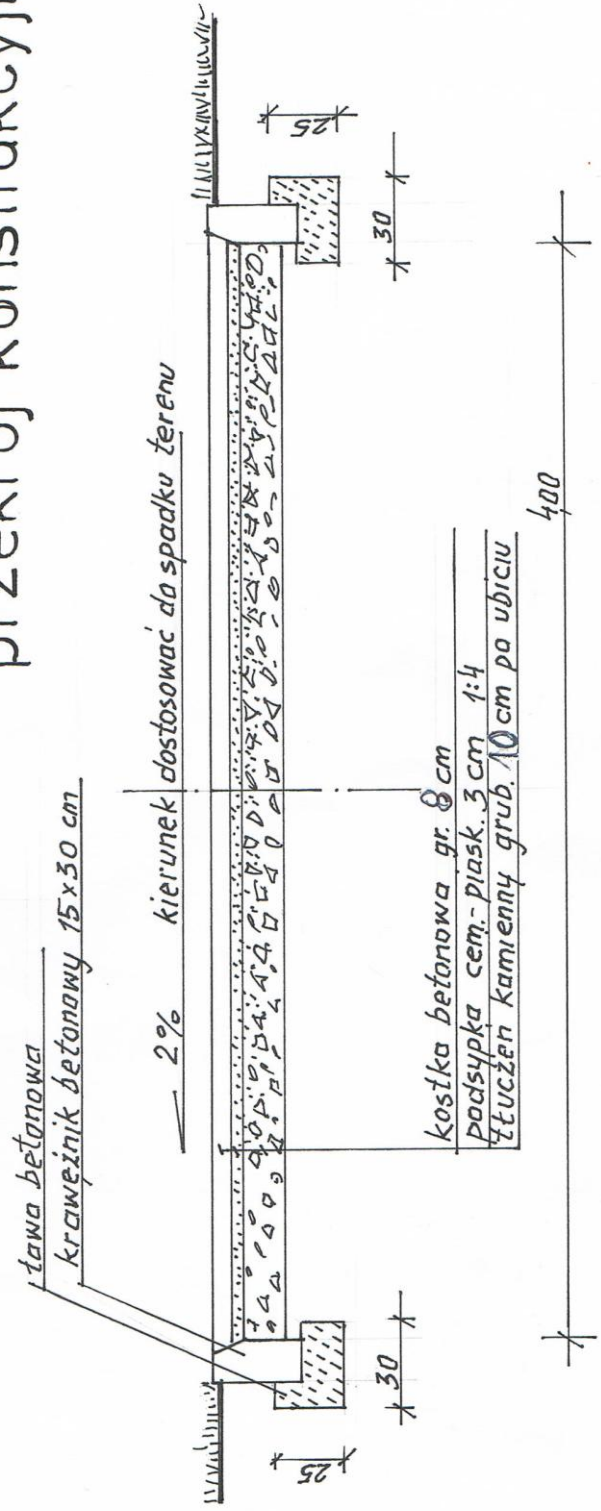 przekrój konstrukcyj
ława betonowa
krawężnik betonowy 15x30 cm
2% kierunek dostosować do spadku terenu
25
30
25
30
kostka betonowa gr. 8 cm
podsypka cem.-piask. 3 cm 1:4
tłuczeń kamienny grub. 10 cm po ubiciu
400